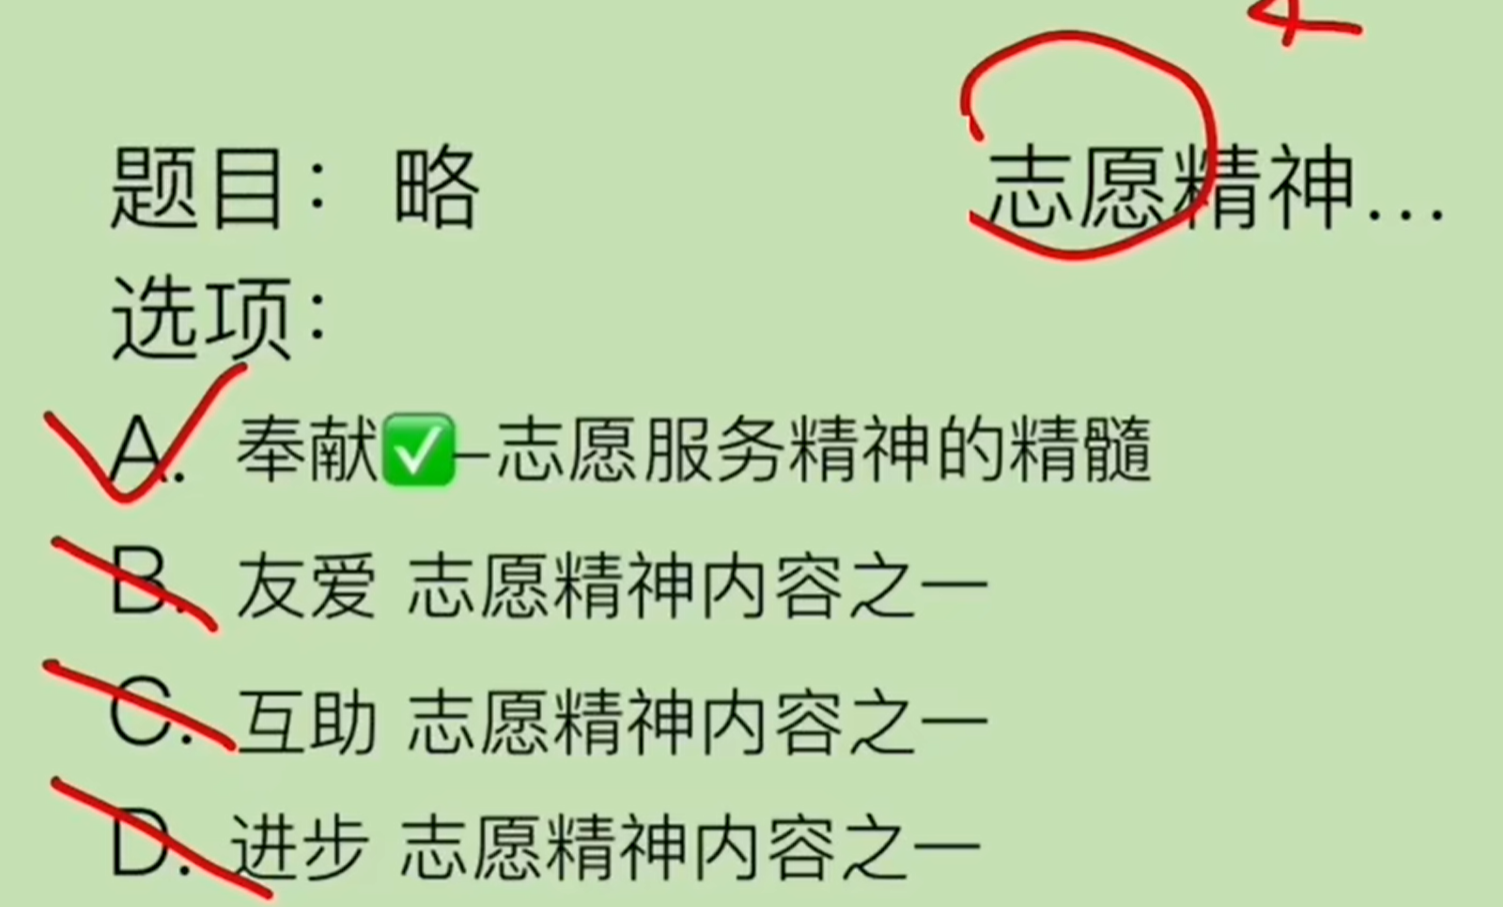 题目：略 志愿精神...
选项：
A. 奉献✅–志愿服务精神的精髓
B. 友爱 志愿精神内容之一
C. 互助 志愿精神内容之一
D. 进步 志愿精神内容之一